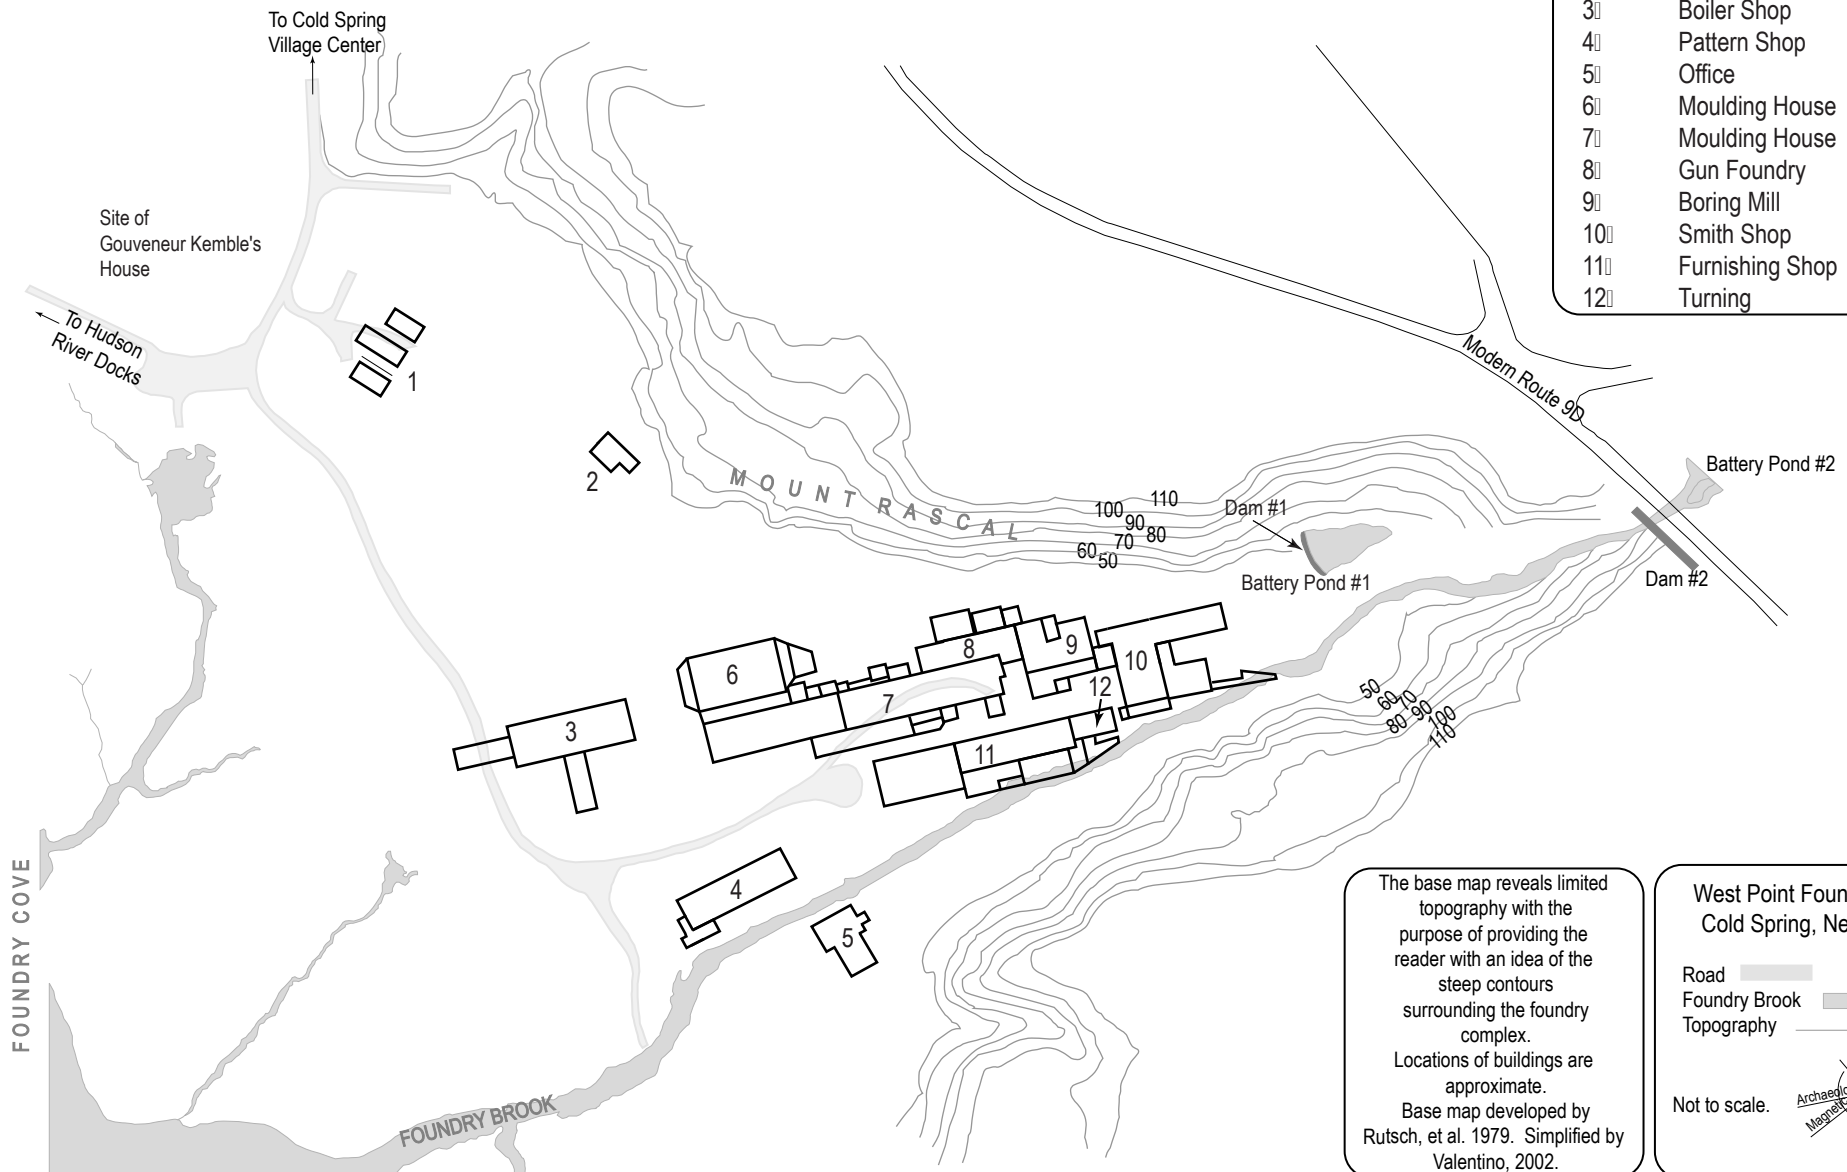 To Cold Spring
Village Center
Site of
Gouveneur Kemble's
House
To Hudson
River Docks
1
2
3
4
5
6
7
8
9
10
11
12
MOUNT RASCAL
110
100
90
80
70
60
50
Dam #1
Battery Pond #1
Modern Route 9D
Battery Pond #2
Dam #2
50
60
70
80
90
100
110
FOUNDRY COVE
FOUNDRY BROOK
3 Boiler Shop
4 Pattern Shop
5 Office
6 Moulding House
7 Moulding House
8 Gun Foundry
9 Boring Mill
10 Smith Shop
11 Furnishing Shop
12 Turning
The base map reveals limited
topography with the
purpose of providing the
reader with an idea of the
steep contours
surrounding the foundry
complex.
Locations of buildings are
approximate.
Base map developed by
Rutsch, et al. 1979. Simplified by
Valentino, 2002.
West Point
Cold Spring,
Road
Foundry Brook
Topography
Not to scale.